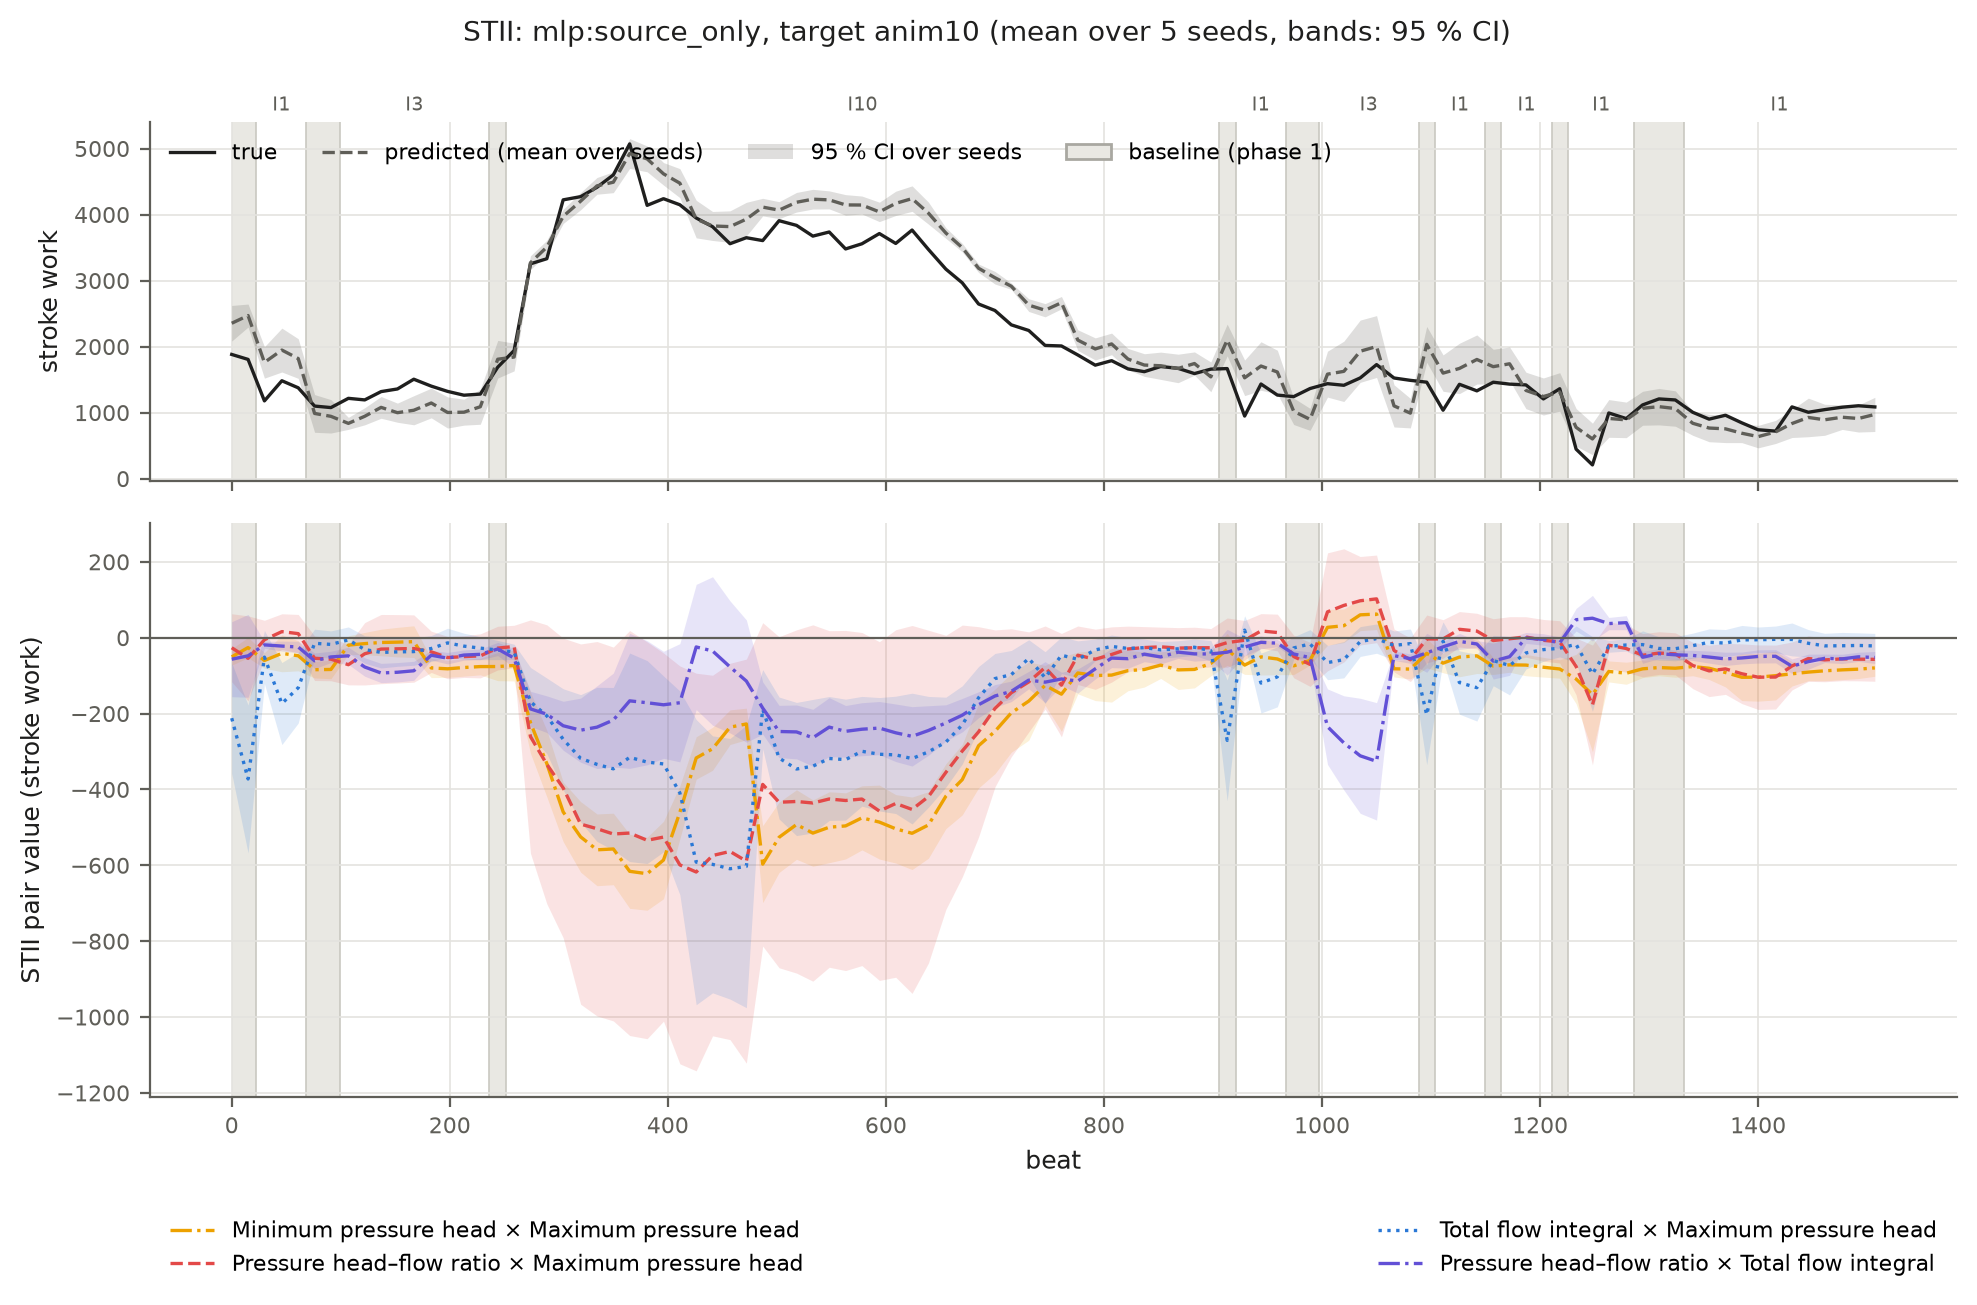 STII: mlp:source_only, target anim10 (mean over 5 seeds, bands: 95 % CI)
I1 I3 I10 I1 I3 I1 I1 I1 I1
true predicted (mean over seeds) 95 % CI over seeds baseline (phase 1)
stroke work
5000
4000
3000
2000
1000
0
STII pair value (stroke work)
200
0
−200
−400
−600
−800
−1000
−1200
0 200 400 600 800 1000 1200 1400
beat
Minimum pressure head × Maximum pressure head
Pressure head–flow ratio × Maximum pressure head
Total flow integral × Maximum pressure head
Pressure head–flow ratio × Total flow integral